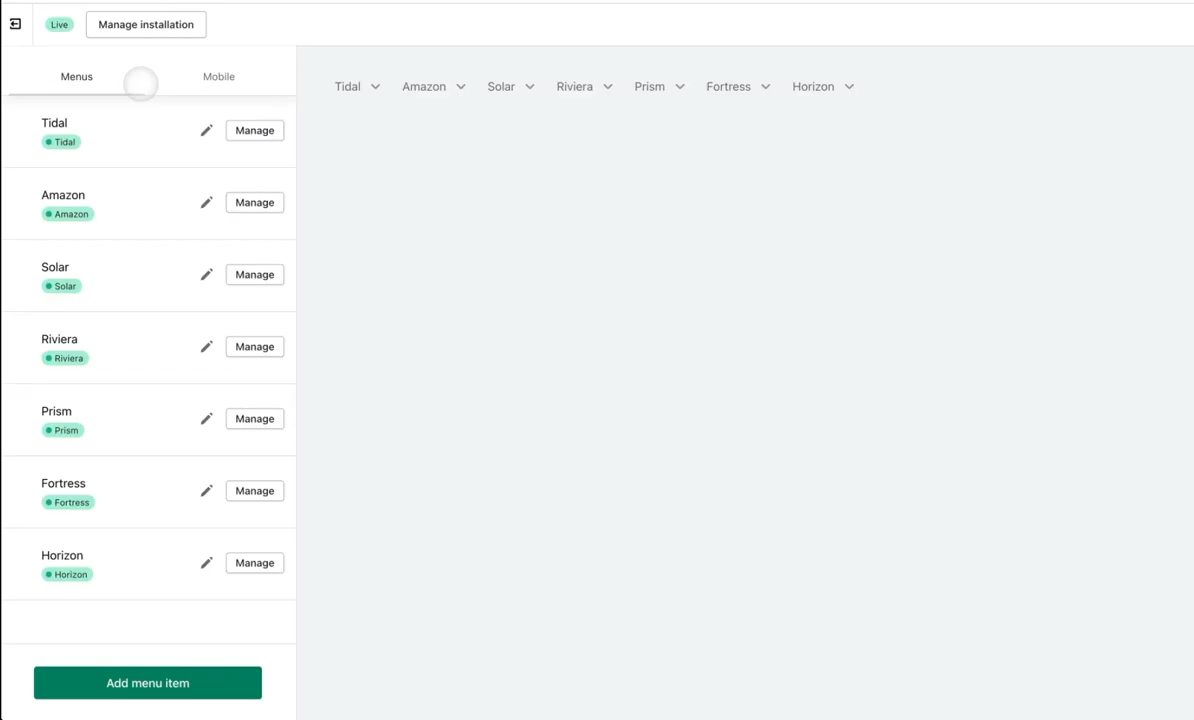 Live Manage installation
Menus Mobile
Tidal Amazon Solar Riviera Prism Fortress Horizon
Tidal
Tidal
Manage
Amazon
Amazon
Manage
Solar
Solar
Manage
Riviera
Riviera
Manage
Prism
Prism
Manage
Fortress
Fortress
Manage
Horizon
Horizon
Manage
Add menu item